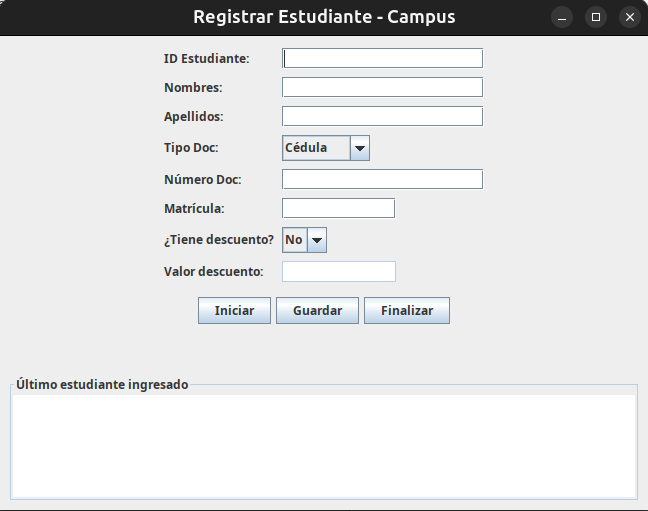 Registrar Estudiante - Campus
ID Estudiante:
Nombres:
Apellidos:
Tipo Doc: Cédula
Número Doc:
Matrícula:
¿Tiene descuento? No
Valor descuento:
Iniciar Guardar Finalizar
Último estudiante ingresado